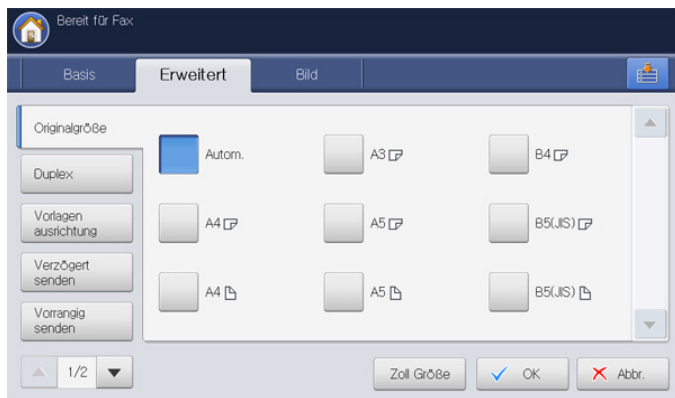 Bereit für Fax
Basis
Erweitert
Bild
Originalgröße
Duplex
Vorlagen
ausrichtung
Verzögert
senden
Vorrangig
senden
Autom.
A3
B4
A4
A5
B5(JIS)
A4
A5
B5(JIS)
1/2
Zoll Größe
OK
Abbr.